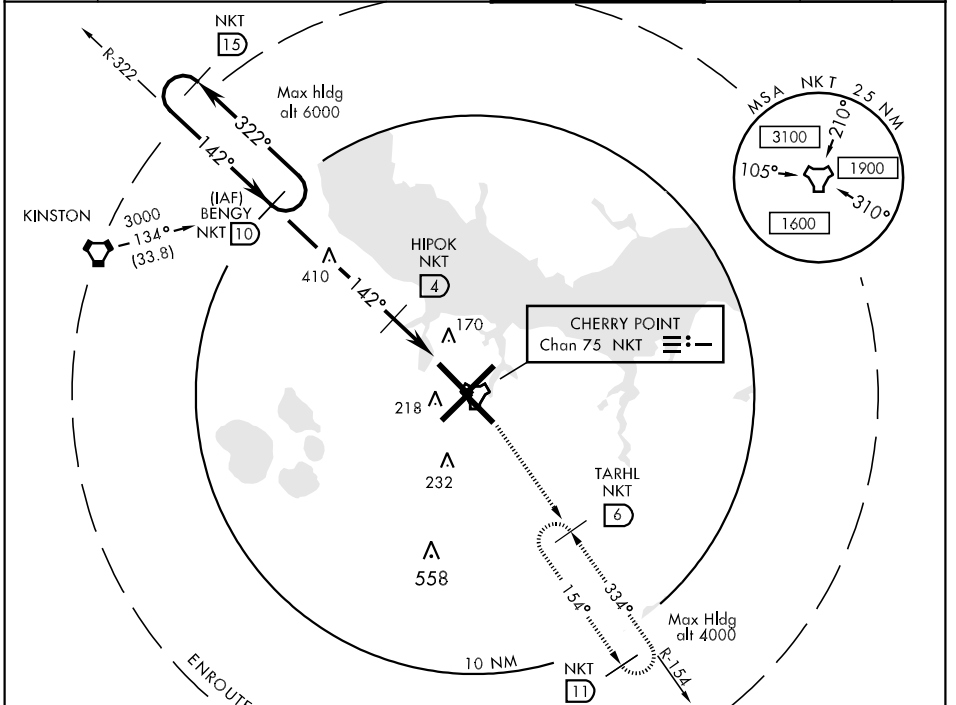 NKT
15
R-322
Max hldg
alt 6000
322°
142°
MSA NKT 25 NM
3100
210°
105°
1900
310°
1600
KINSTON
3000
134°
(33.8)
(IAF)
BENGY
NKT 10
410
142°
HIPOK
NKT
4
170
CHERRY POINT
Chan 75 NKT
218
232
TARHL
NKT
6
558
154°
334°
Max Hldg
alt 4000
R-154
10 NM
NKT
11
ENROUTE